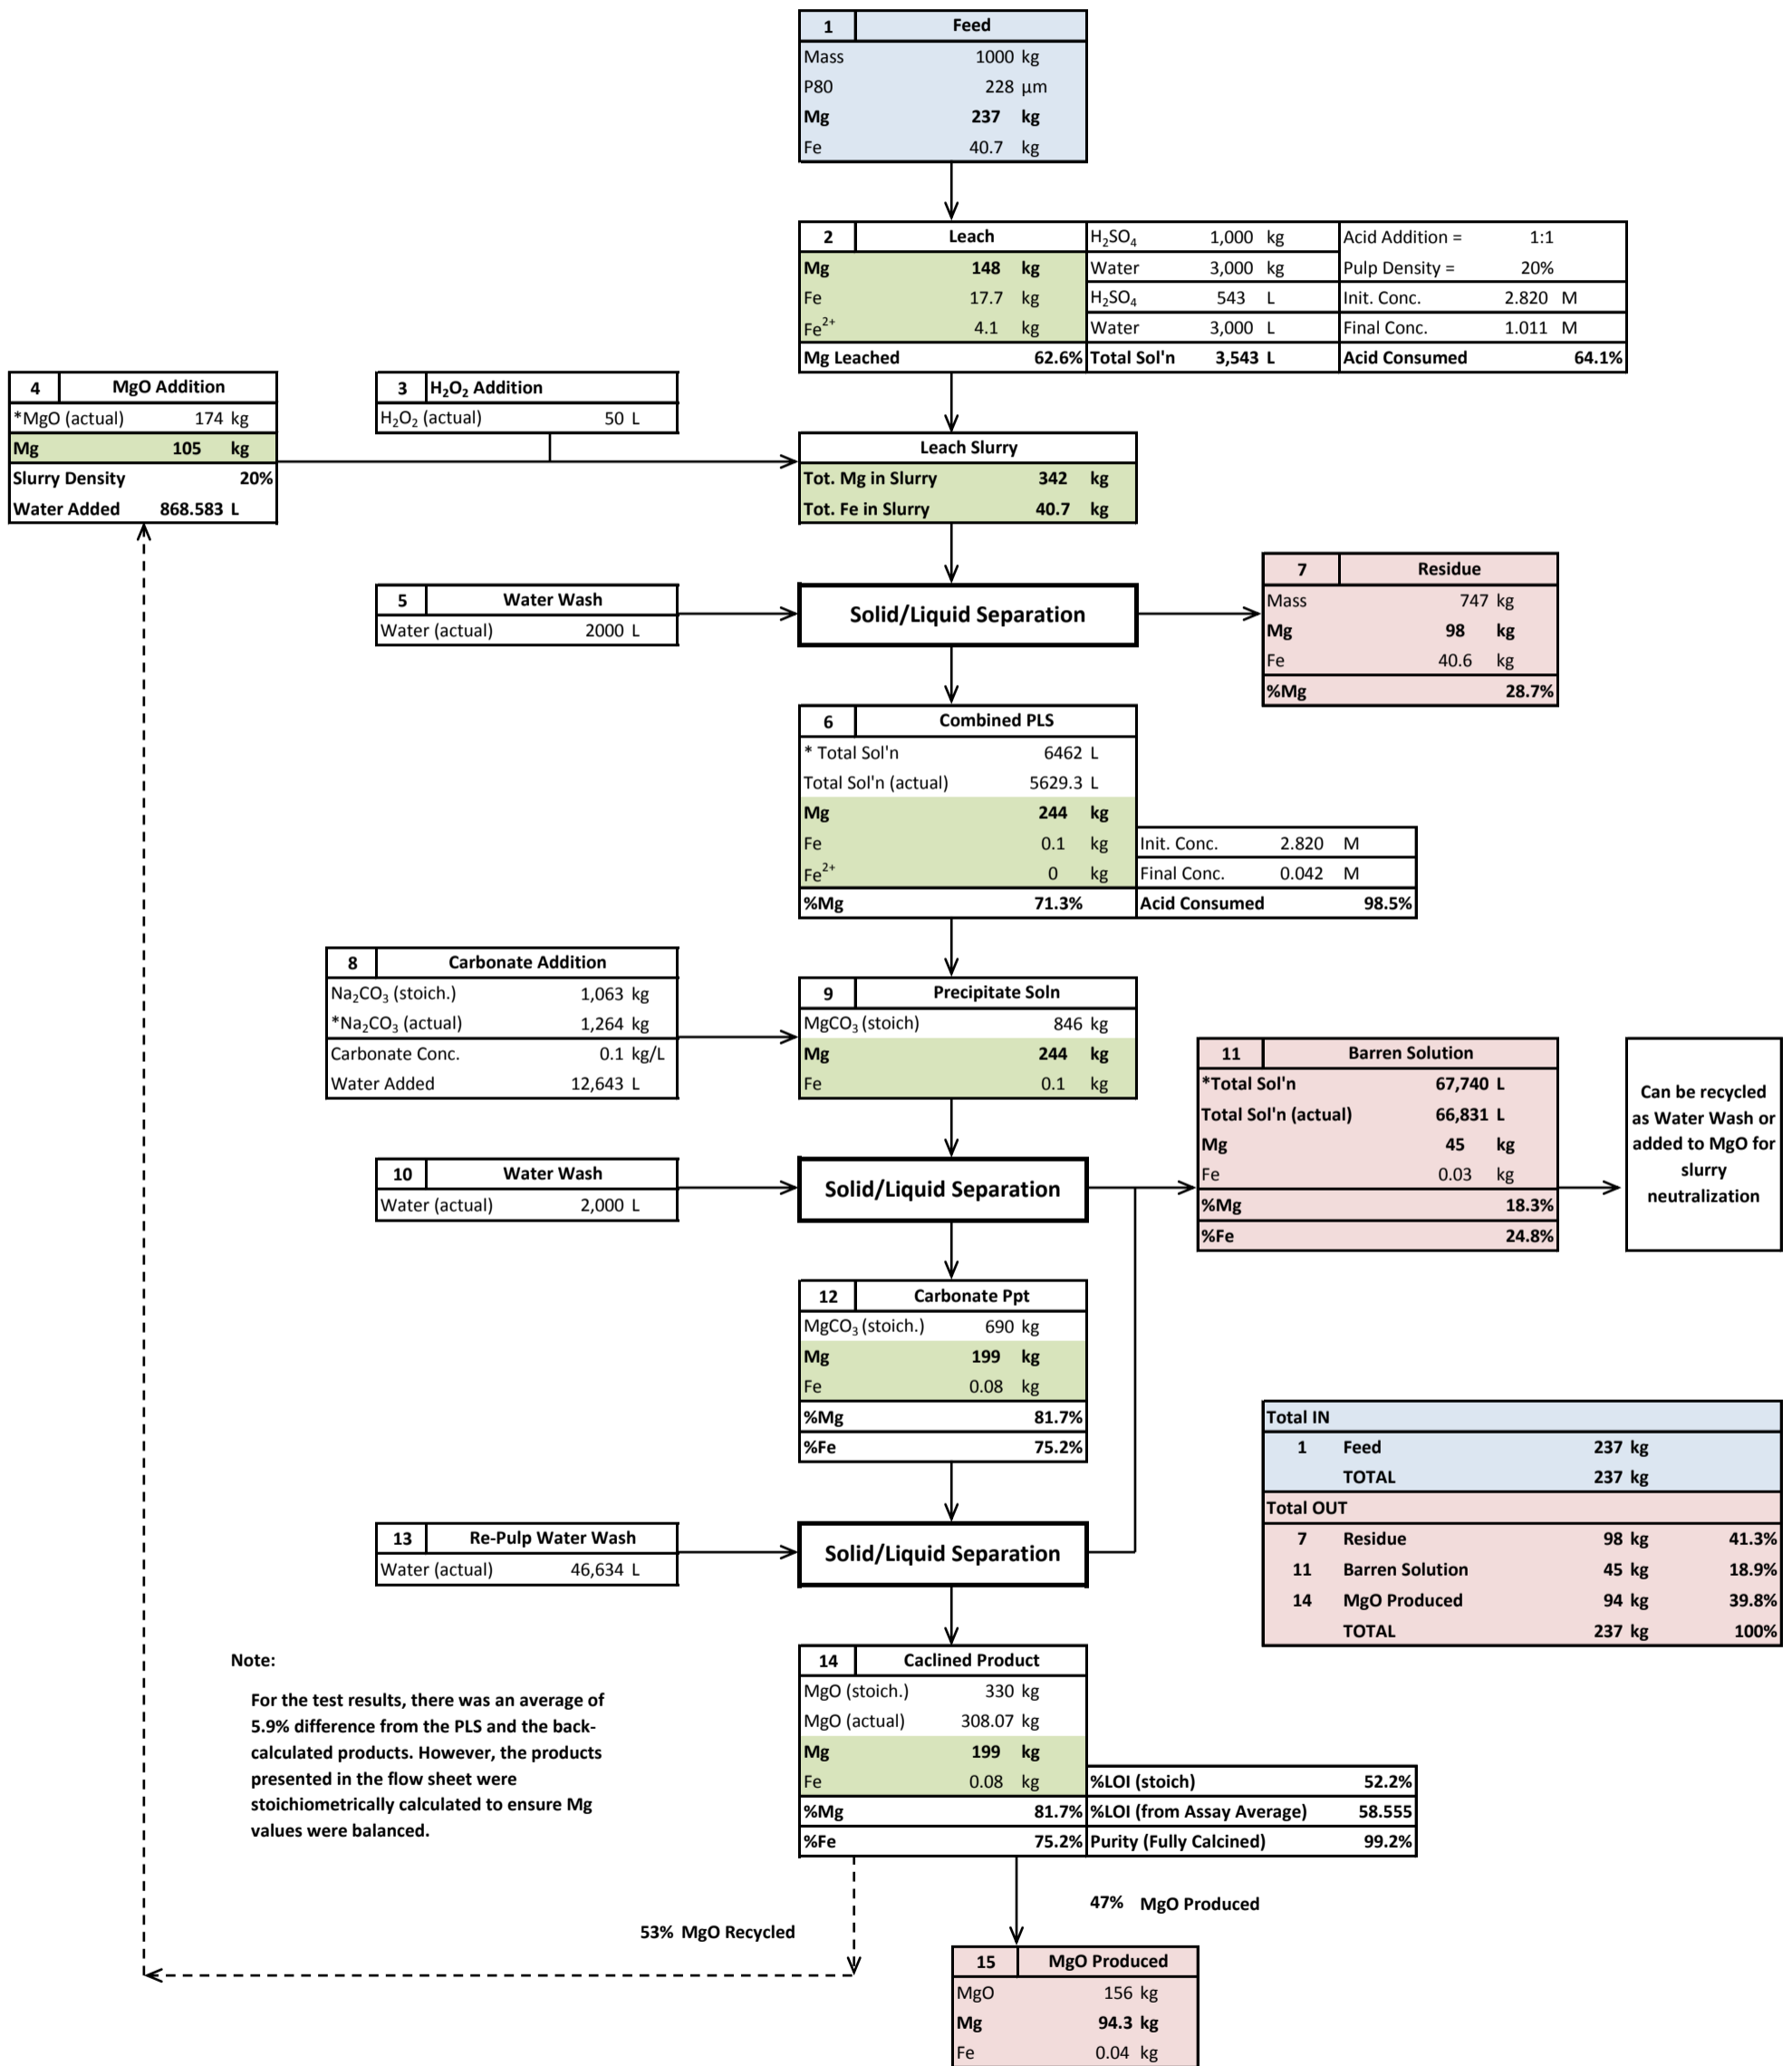 1 Feed
Mass 1000 kg
P80 228 µm
Mg 237 kg
Fe 40.7 kg
2 Leach
Mg 148 kg
Fe 17.7 kg
Fe²⁺ 4.1 kg
Mg Leached 62.6%
H₂SO₄ 1,000 kg
Water 3,000 kg
H₂SO₄ 543 L
Water 3,000 L
Total Sol'n 3,543 L
Acid Addition = 1:1
Pulp Density = 20%
Init. Conc. 2.820 M
Final Conc. 1.011 M
Acid Consumed 64.1%
4 MgO Addition
*MgO (actual) 174 kg
Mg 105 kg
Slurry Density 20%
Water Added 868.583 L
3 H₂O₂ Addition
H₂O₂ (actual) 50 L
Leach Slurry
Tot. Mg in Slurry 342 kg
Tot. Fe in Slurry 40.7 kg
5 Water Wash
Water (actual) 2000 L
Solid/Liquid Separation
7 Residue
Mass 747 kg
Mg 98 kg
Fe 40.6 kg
%Mg 28.7%
6 Combined PLS
* Total Sol'n 6462 L
Total Sol'n (actual) 5629.3 L
Mg 244 kg
Fe 0.1 kg
Fe²⁺ 0 kg
%Mg 71.3%
Init. Conc. 2.820 M
Final Conc. 0.042 M
Acid Consumed 98.5%
8 Carbonate Addition
Na₂CO₃ (stoich.) 1,063 kg
*Na₂CO₃ (actual) 1,264 kg
Carbonate Conc. 0.1 kg/L
Water Added 12,643 L
9 Precipitate Soln
MgCO₃ (stoich) 846 kg
Mg 244 kg
Fe 0.1 kg
10 Water Wash
Water (actual) 2,000 L
Solid/Liquid Separation
11 Barren Solution
*Total Sol'n 67,740 L
Total Sol'n (actual) 66,831 L
Mg 45 kg
Fe 0.03 kg
%Mg 18.3%
%Fe 24.8%
Can be recycled
as Water Wash or
added to MgO for
slurry
neutralization
12 Carbonate Ppt
MgCO₃ (stoich.) 690 kg
Mg 199 kg
Fe 0.08 kg
%Mg 81.7%
%Fe 75.2%
13 Re-Pulp Water Wash
Water (actual) 46,634 L
Solid/Liquid Separation
Total IN
1 Feed 237 kg
TOTAL 237 kg
Total OUT
7 Residue 98 kg 41.3%
11 Barren Solution 45 kg 18.9%
14 MgO Produced 94 kg 39.8%
TOTAL 237 kg 100%
Note:
For the test results, there was an average of
5.9% difference from the PLS and the back-
calculated products. However, the products
presented in the flow sheet were
stoichiometrically calculated to ensure Mg
values were balanced.
14 Caclined Product
MgO (stoich.) 330 kg
MgO (actual) 308.07 kg
Mg 199 kg
Fe 0.08 kg
%Mg 81.7%
%Fe 75.2%
%LOI (stoich) 52.2%
%LOI (from Assay Average) 58.555
Purity (Fully Calcined) 99.2%
47% MgO Produced
53% MgO Recycled
15 MgO Produced
MgO 156 kg
Mg 94.3 kg
Fe 0.04 kg